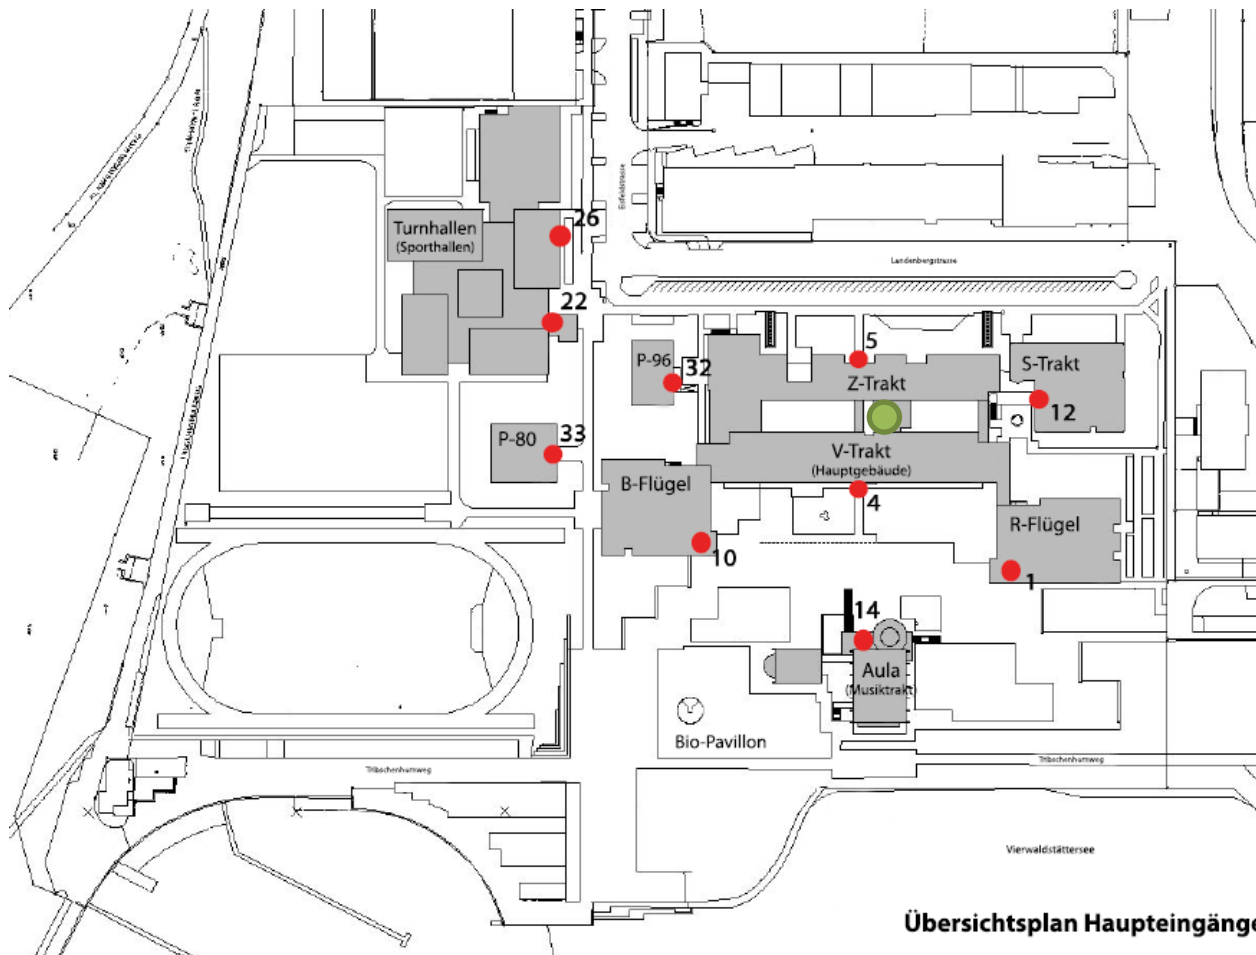 Eisfeldstrasse
26
Turnhallen
(Sporthallen)
Landenbergstrasse
22
5
P-96
32
S-Trakt
Z-Trakt
12
33
P-80
V-Trakt
(Hauptgebäude)
B-Flügel
4
R-Flügel
10
1
14
Aula
(Musiktrakt)
Bio-Pavillon
Tribschenhornweg
Tribschenhornweg
Vierwaldstättersee
Übersichtsplan Haupteingänge